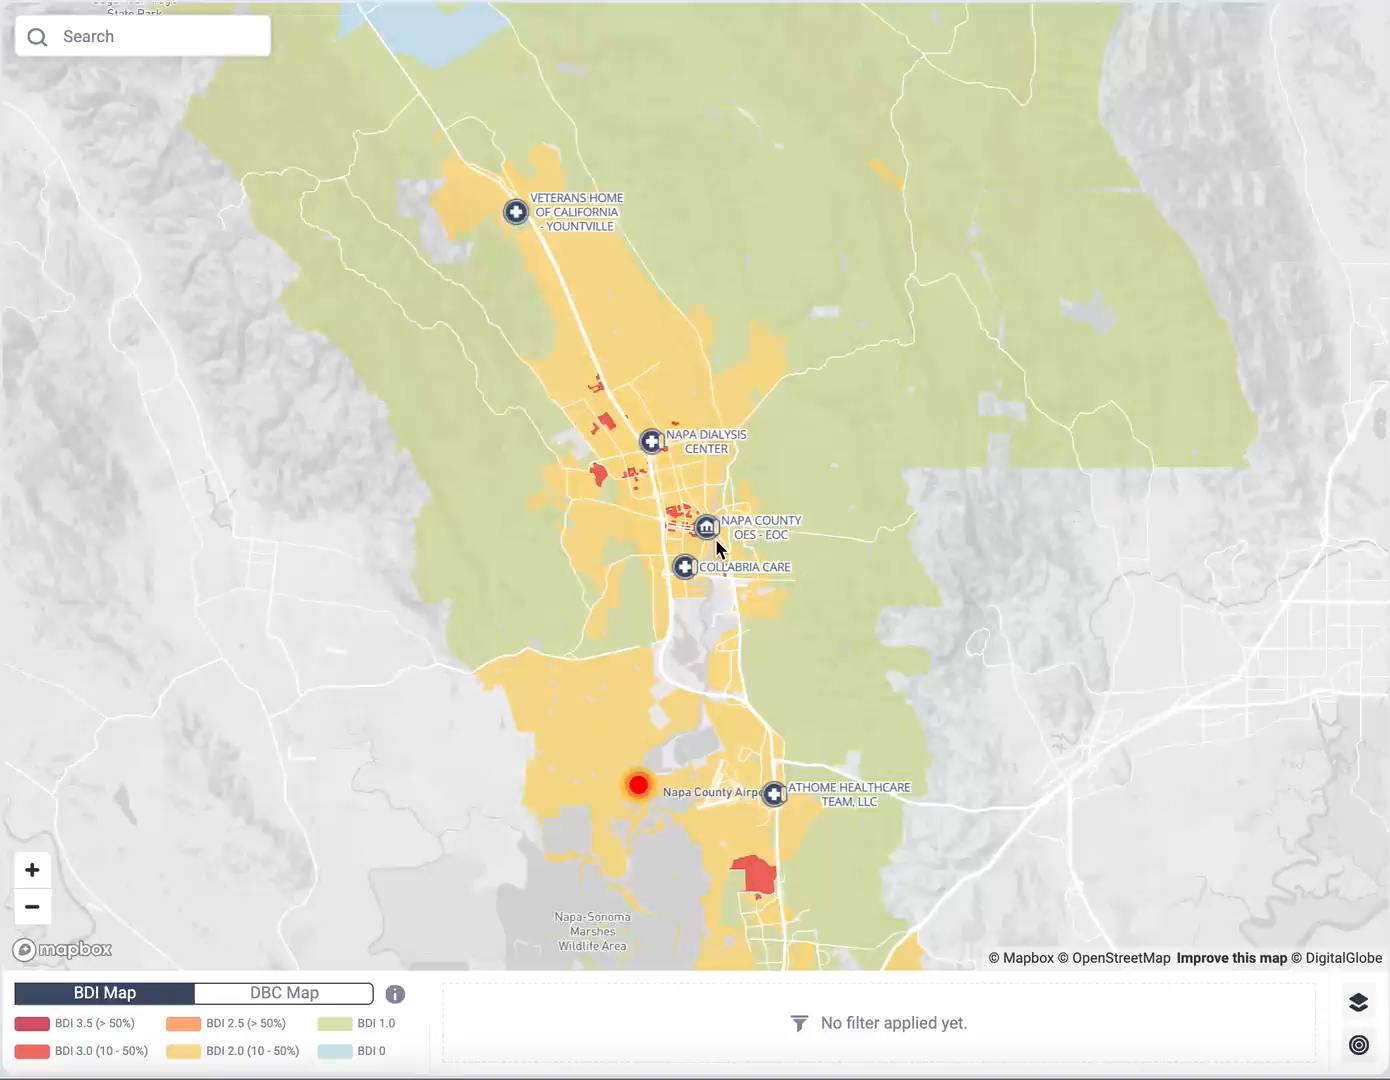 State Park
Search
VETERANS HOME
OF CALIFORNIA
- YOUNTVILLE
NAPA DIALYSIS
CENTER
NAPA COUNTY
OES - EOC
COLLABRIA CARE
Napa County Airpo
ATHOME HEALTHCARE
TEAM, LLC
Napa-Sonoma
Marshes
Wildlife Area
+
−
mapbox
© Mapbox © OpenStreetMap Improve this map © DigitalGlobe
BDI Map
DBC Map
i
BDI 3.5 (> 50%)
BDI 2.5 (> 50%)
BDI 1.0
BDI 3.0 (10 - 50%)
BDI 2.0 (10 - 50%)
BDI 0
No filter applied yet.